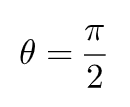 θ = π/2